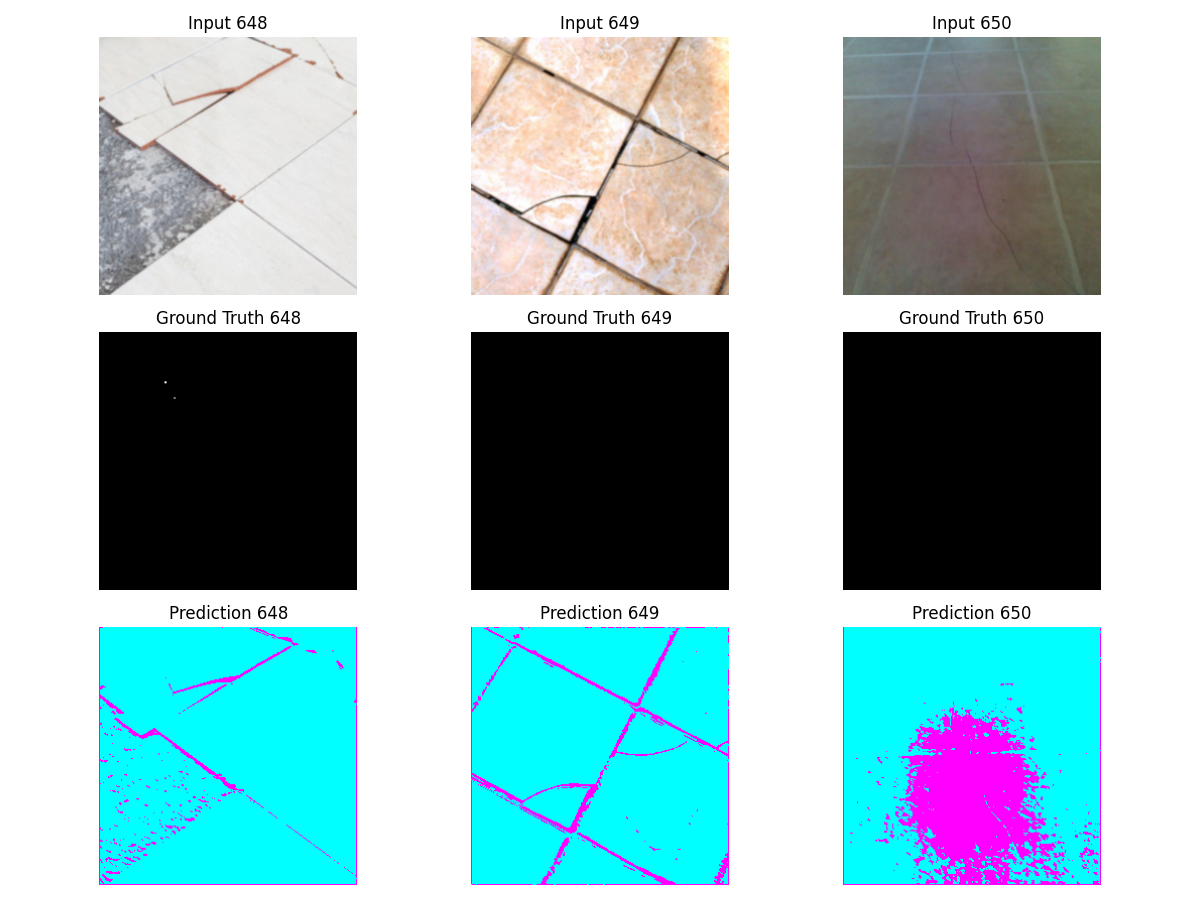 Input 648
Input 649
Input 650
Ground Truth 648
Ground Truth 649
Ground Truth 650
Prediction 648
Prediction 649
Prediction 650